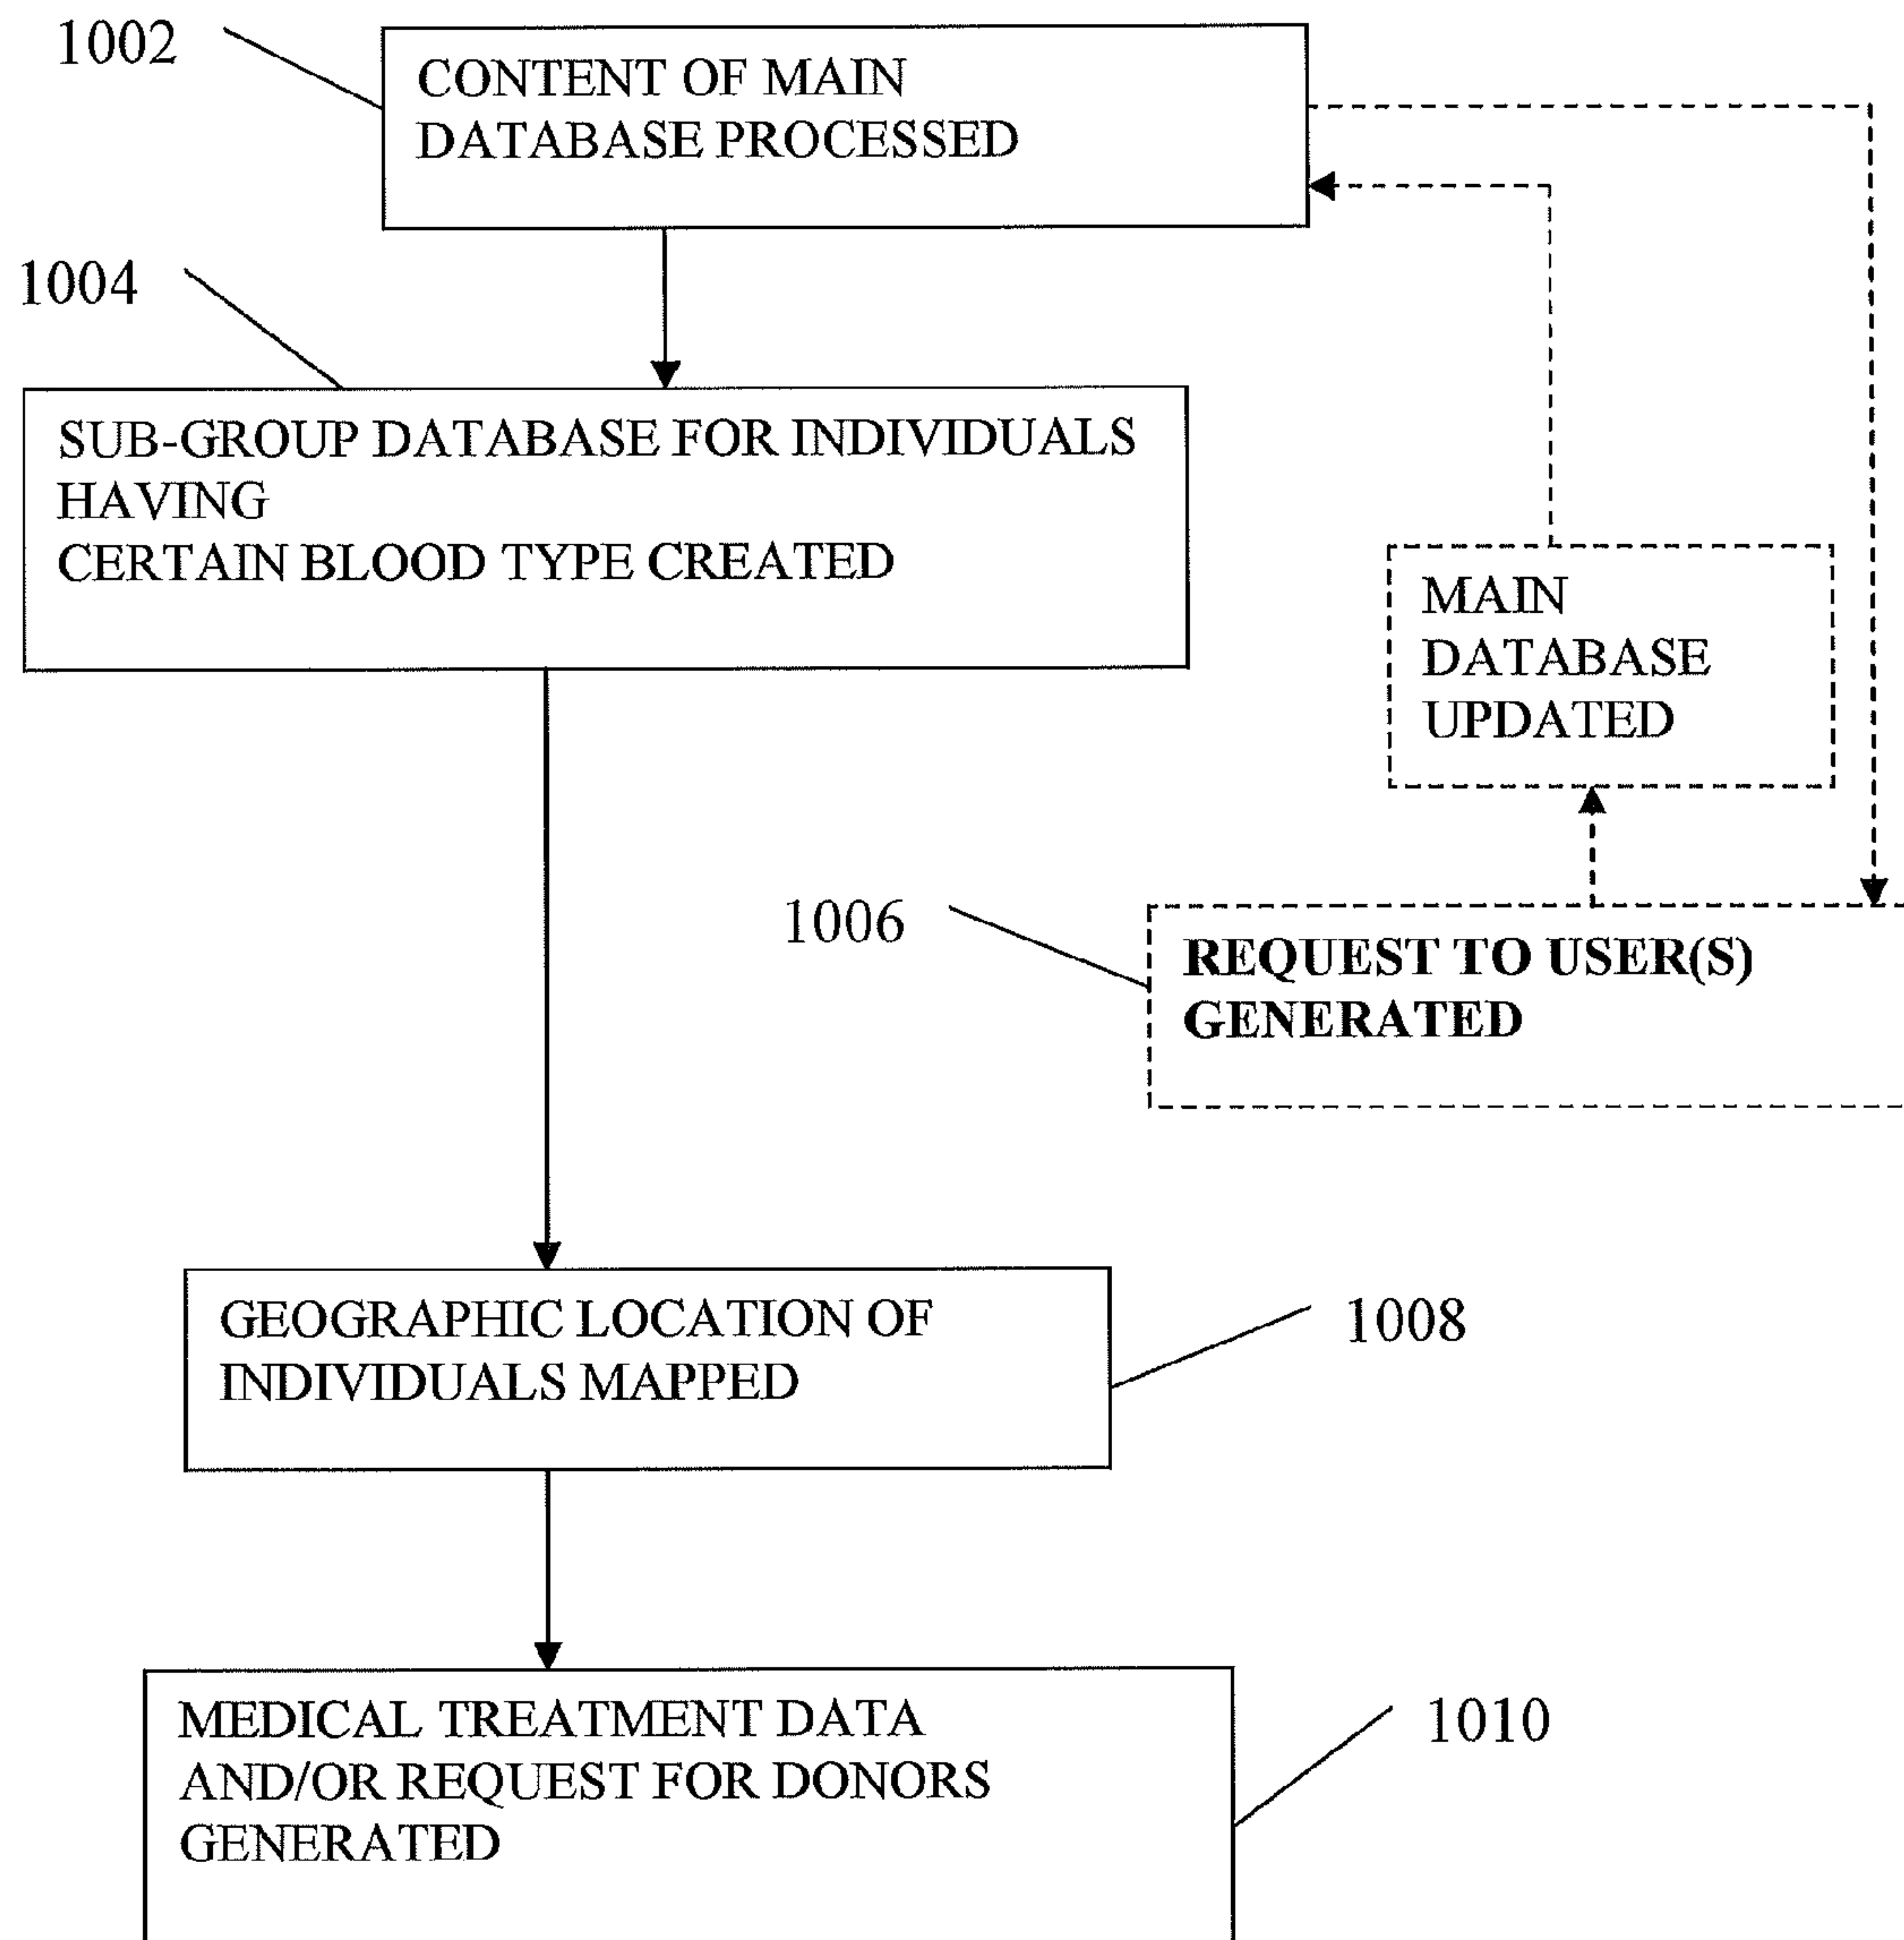 1002
CONTENT OF MAIN
DATABASE PROCESSED
1004
SUB-GROUP DATABASE FOR INDIVIDUALS
HAVING
CERTAIN BLOOD TYPE CREATED
MAIN
DATABASE
UPDATED
1006
REQUEST TO USER(S)
GENERATED
GEOGRAPHIC LOCATION OF
INDIVIDUALS MAPPED
1008
MEDICAL TREATMENT DATA
AND/OR REQUEST FOR DONORS
GENERATED
1010